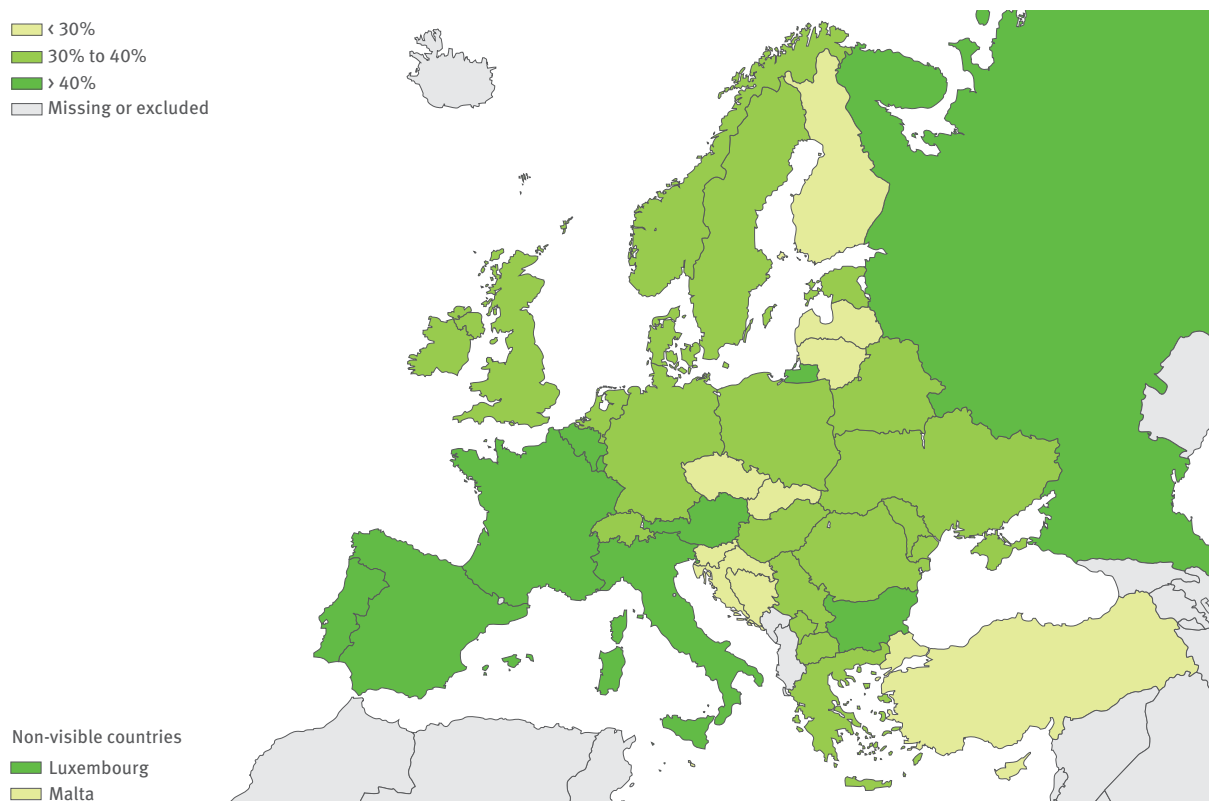 < 30%
30% to 40%
> 40%
Missing or excluded
Non-visible countries
Luxembourg
Malta